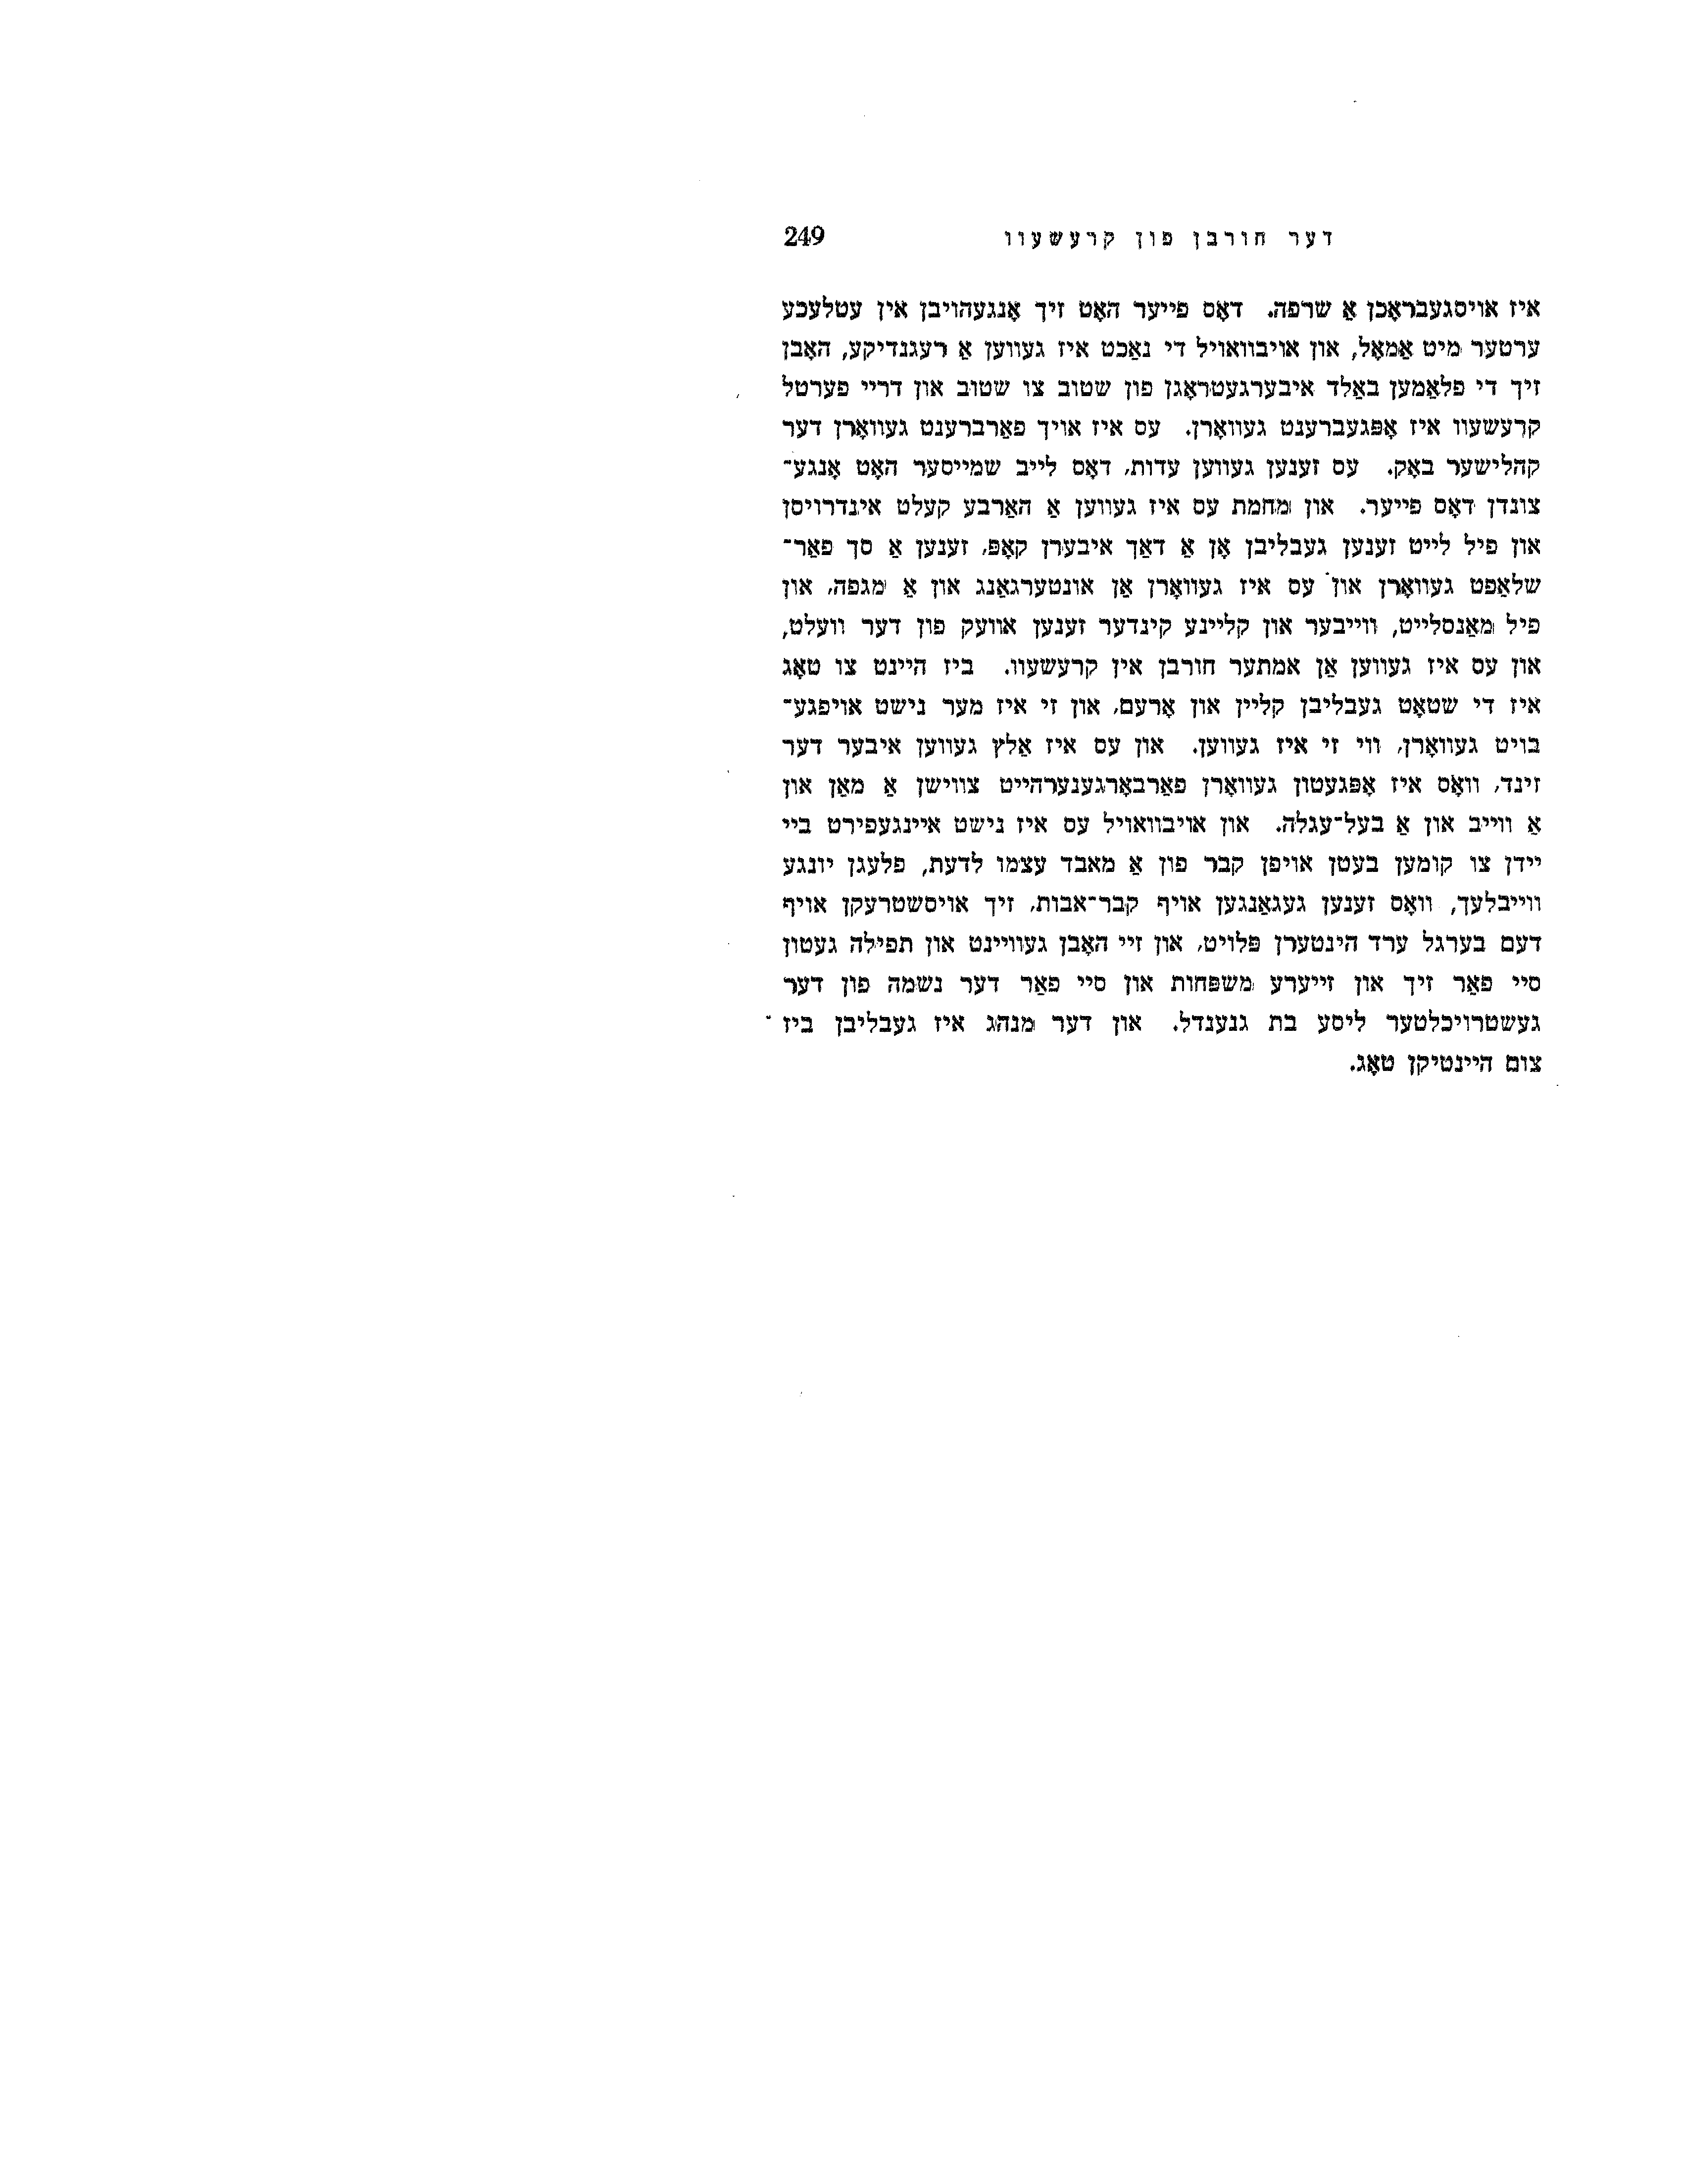 דער חורבן פון קרעשעוו 249
איז אויסגעבראָכן אַ שרפה. דאָס פייער האָט זיך אָנגעהויבן אין עטלעכע
ערטער מיט אַמאָל, און אויבוואויל די נאַכט איז געווען אַ רעגנדיקע, האָבן
זיך די פלאַמען באַלד איבערגעטראָגן פון שטוב צו שטוב און דריי פערטל
קרעשעוו איז אָפּגעברענט געוואָרן. עס איז אויך פאַרברענט געוואָרן דער
קהלישער באָק. עס זענען געווען עדות, דאָס לייב שמייסער האָט אָנגע־
צונדן דאָס פייער. און מחמת עס איז געווען אַ האַרבע קעלט אינדרויסן
און פיל לייט זענען געבליבן אָן אַ דאַך איבערן קאָפּ, זענען אַ סך פאַר־
שלאַפט געוואָרן און עס איז געוואָרן אַן אונטערגאַנג און אַ מגפה, און
פיל מאַנסלייט, ווייבער און קליינע קינדער זענען אוועק פון דער וועלט,
און עס איז געווען אַן אמתער חורבן אין קרעשעוו. ביז היינט צו טאָג
איז די שטאָט געבליבן קליין און אָרעם, און זי איז מער נישט אויפגע־
בויט געוואָרן, ווי זי איז געווען. און עס איז אַלץ געווען איבער דער
זינד, וואָס איז אָפּגעטון געוואָרן פאַרבאָרגענערהייט צווישן אַ מאַן און
אַ ווייב און אַ בעל־עגלה. און אויבוואויל עס איז נישט איינגעפירט ביי
יידן צו קומען בעטן אויפן קבר פון אַ מאבד עצמו לדעת, פלעגן יונגע
ווייבלעך, וואָס זענען געגאַנגען אויף קבר־אבות, זיך אויסשטרעקן אויף
דעם בערגל ערד הינטערן פּלויט, און זיי האָבן געוויינט און תפילה געטון
סיי פאַר זיך און זייערע משפּחות און סיי פאַר דער נשמה פון דער
געשטרויכלטער ליסע בת גנענדל. און דער מנהג איז געבליבן ביז
צום היינטיקן טאָג.